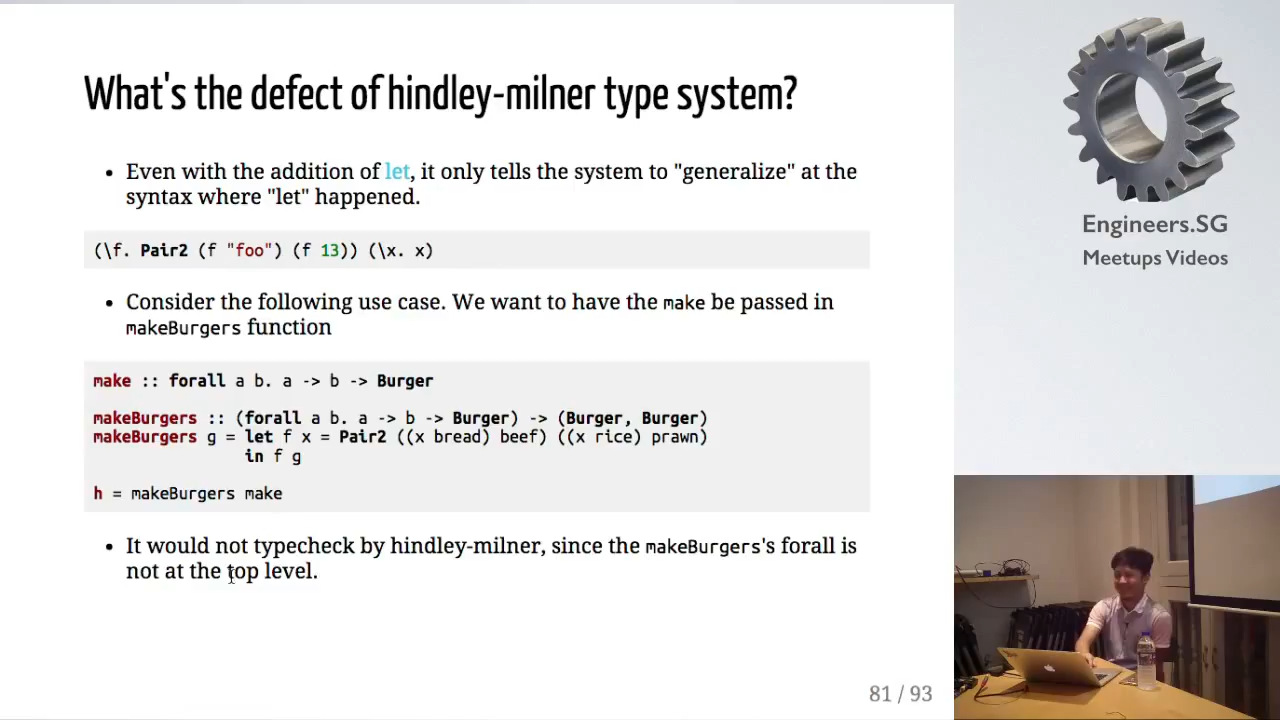 What's the defect of hindley-milner type system?
• Even with the addition of let, it only tells the system to "generalize" at the
syntax where "let" happened.
(\f. Pair2 (f "foo") (f 13)) (\x. x)
• Consider the following use case. We want to have the make be passed in
makeBurgers function
make :: forall a b. a -> b -> Burger
makeBurgers :: (forall a b. a -> b -> Burger) -> (Burger, Burger)
makeBurgers g = let f x = Pair2 ((x bread) beef) ((x rice) prawn)
in f g
h = makeBurgers make
• It would not typecheck by hindley-milner, since the makeBurgers's forall is
not at the top level.
81 / 93
Engineers.SG
Meetups Videos